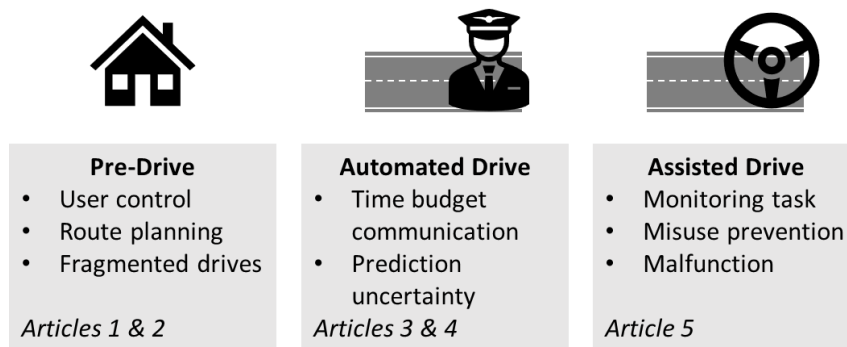 Pre-Drive
• User control
• Route planning
• Fragmented drives
Articles 1 & 2
Automated Drive
• Time budget
communication
• Prediction
uncertainty
Articles 3 & 4
Assisted Drive
• Monitoring task
• Misuse prevention
• Malfunction
Article 5